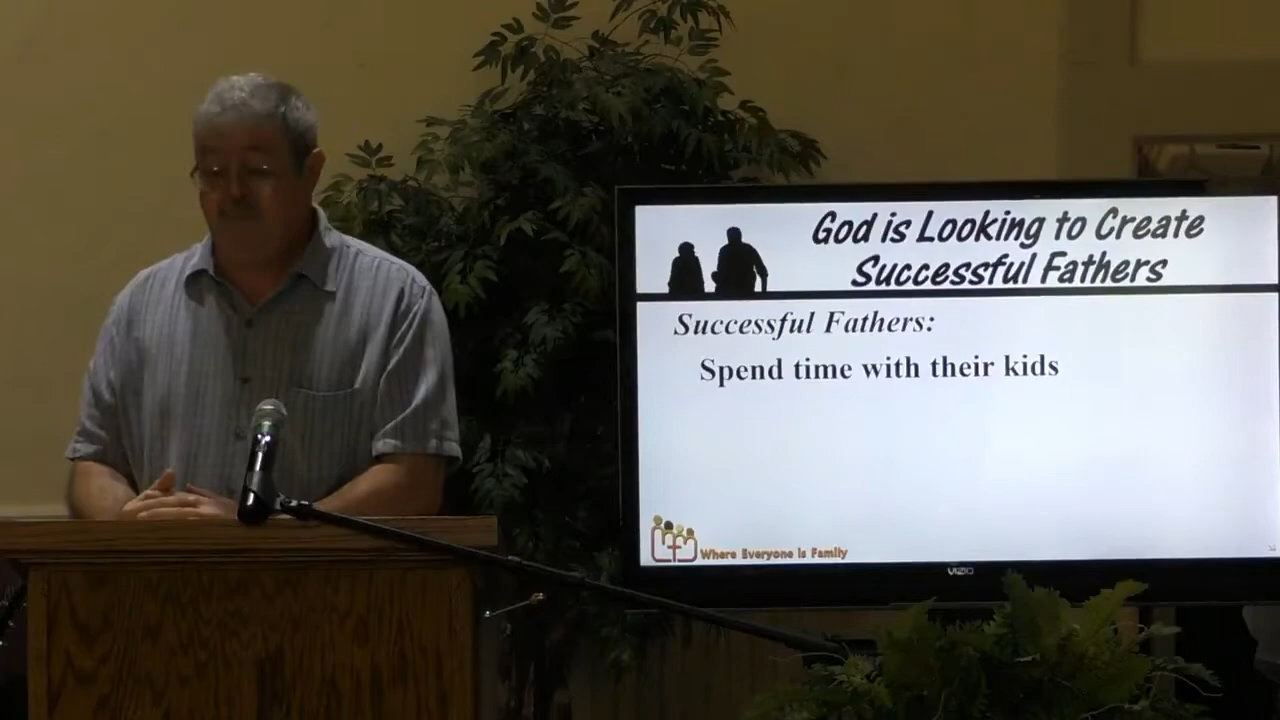 God is Looking to Create
Successful Fathers
Successful Fathers:
Spend time with their kids
Where Everyone is Family
VIZIO